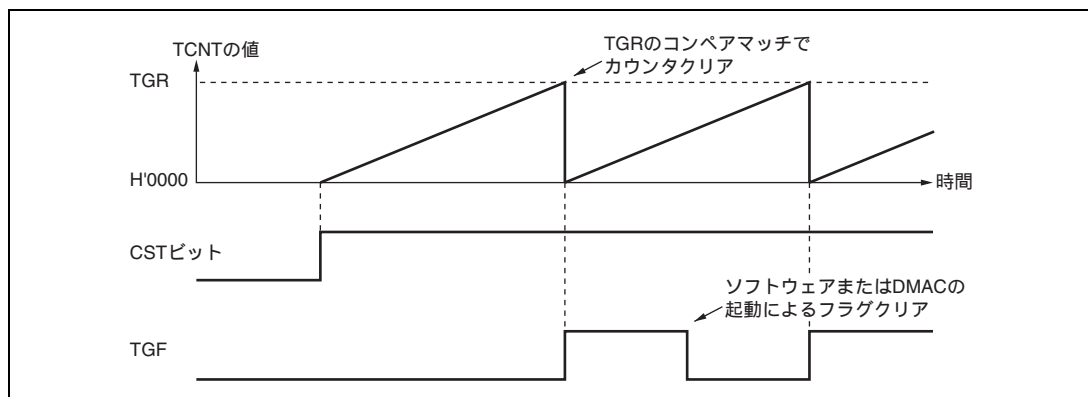 TCNTの値
TGRのコンペアマッチで
カウンタクリア
TGR
H'0000
時間
CSTビット
ソフトウェアまたはDMACの
起動によるフラグクリア
TGF